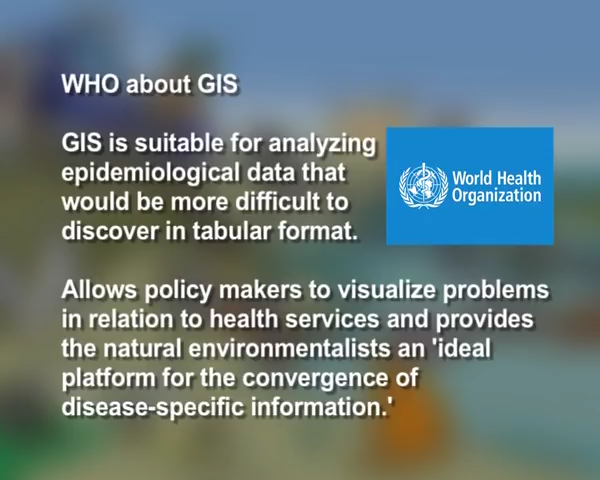 WHO about GIS
GIS is suitable for analyzing
epidemiological data that
would be more difficult to
discover in tabular format.
World Health
Organization
Allows policy makers to visualize problems
in relation to health services and provides
the natural environmentalists an 'ideal
platform for the convergence of
disease-specific information.'